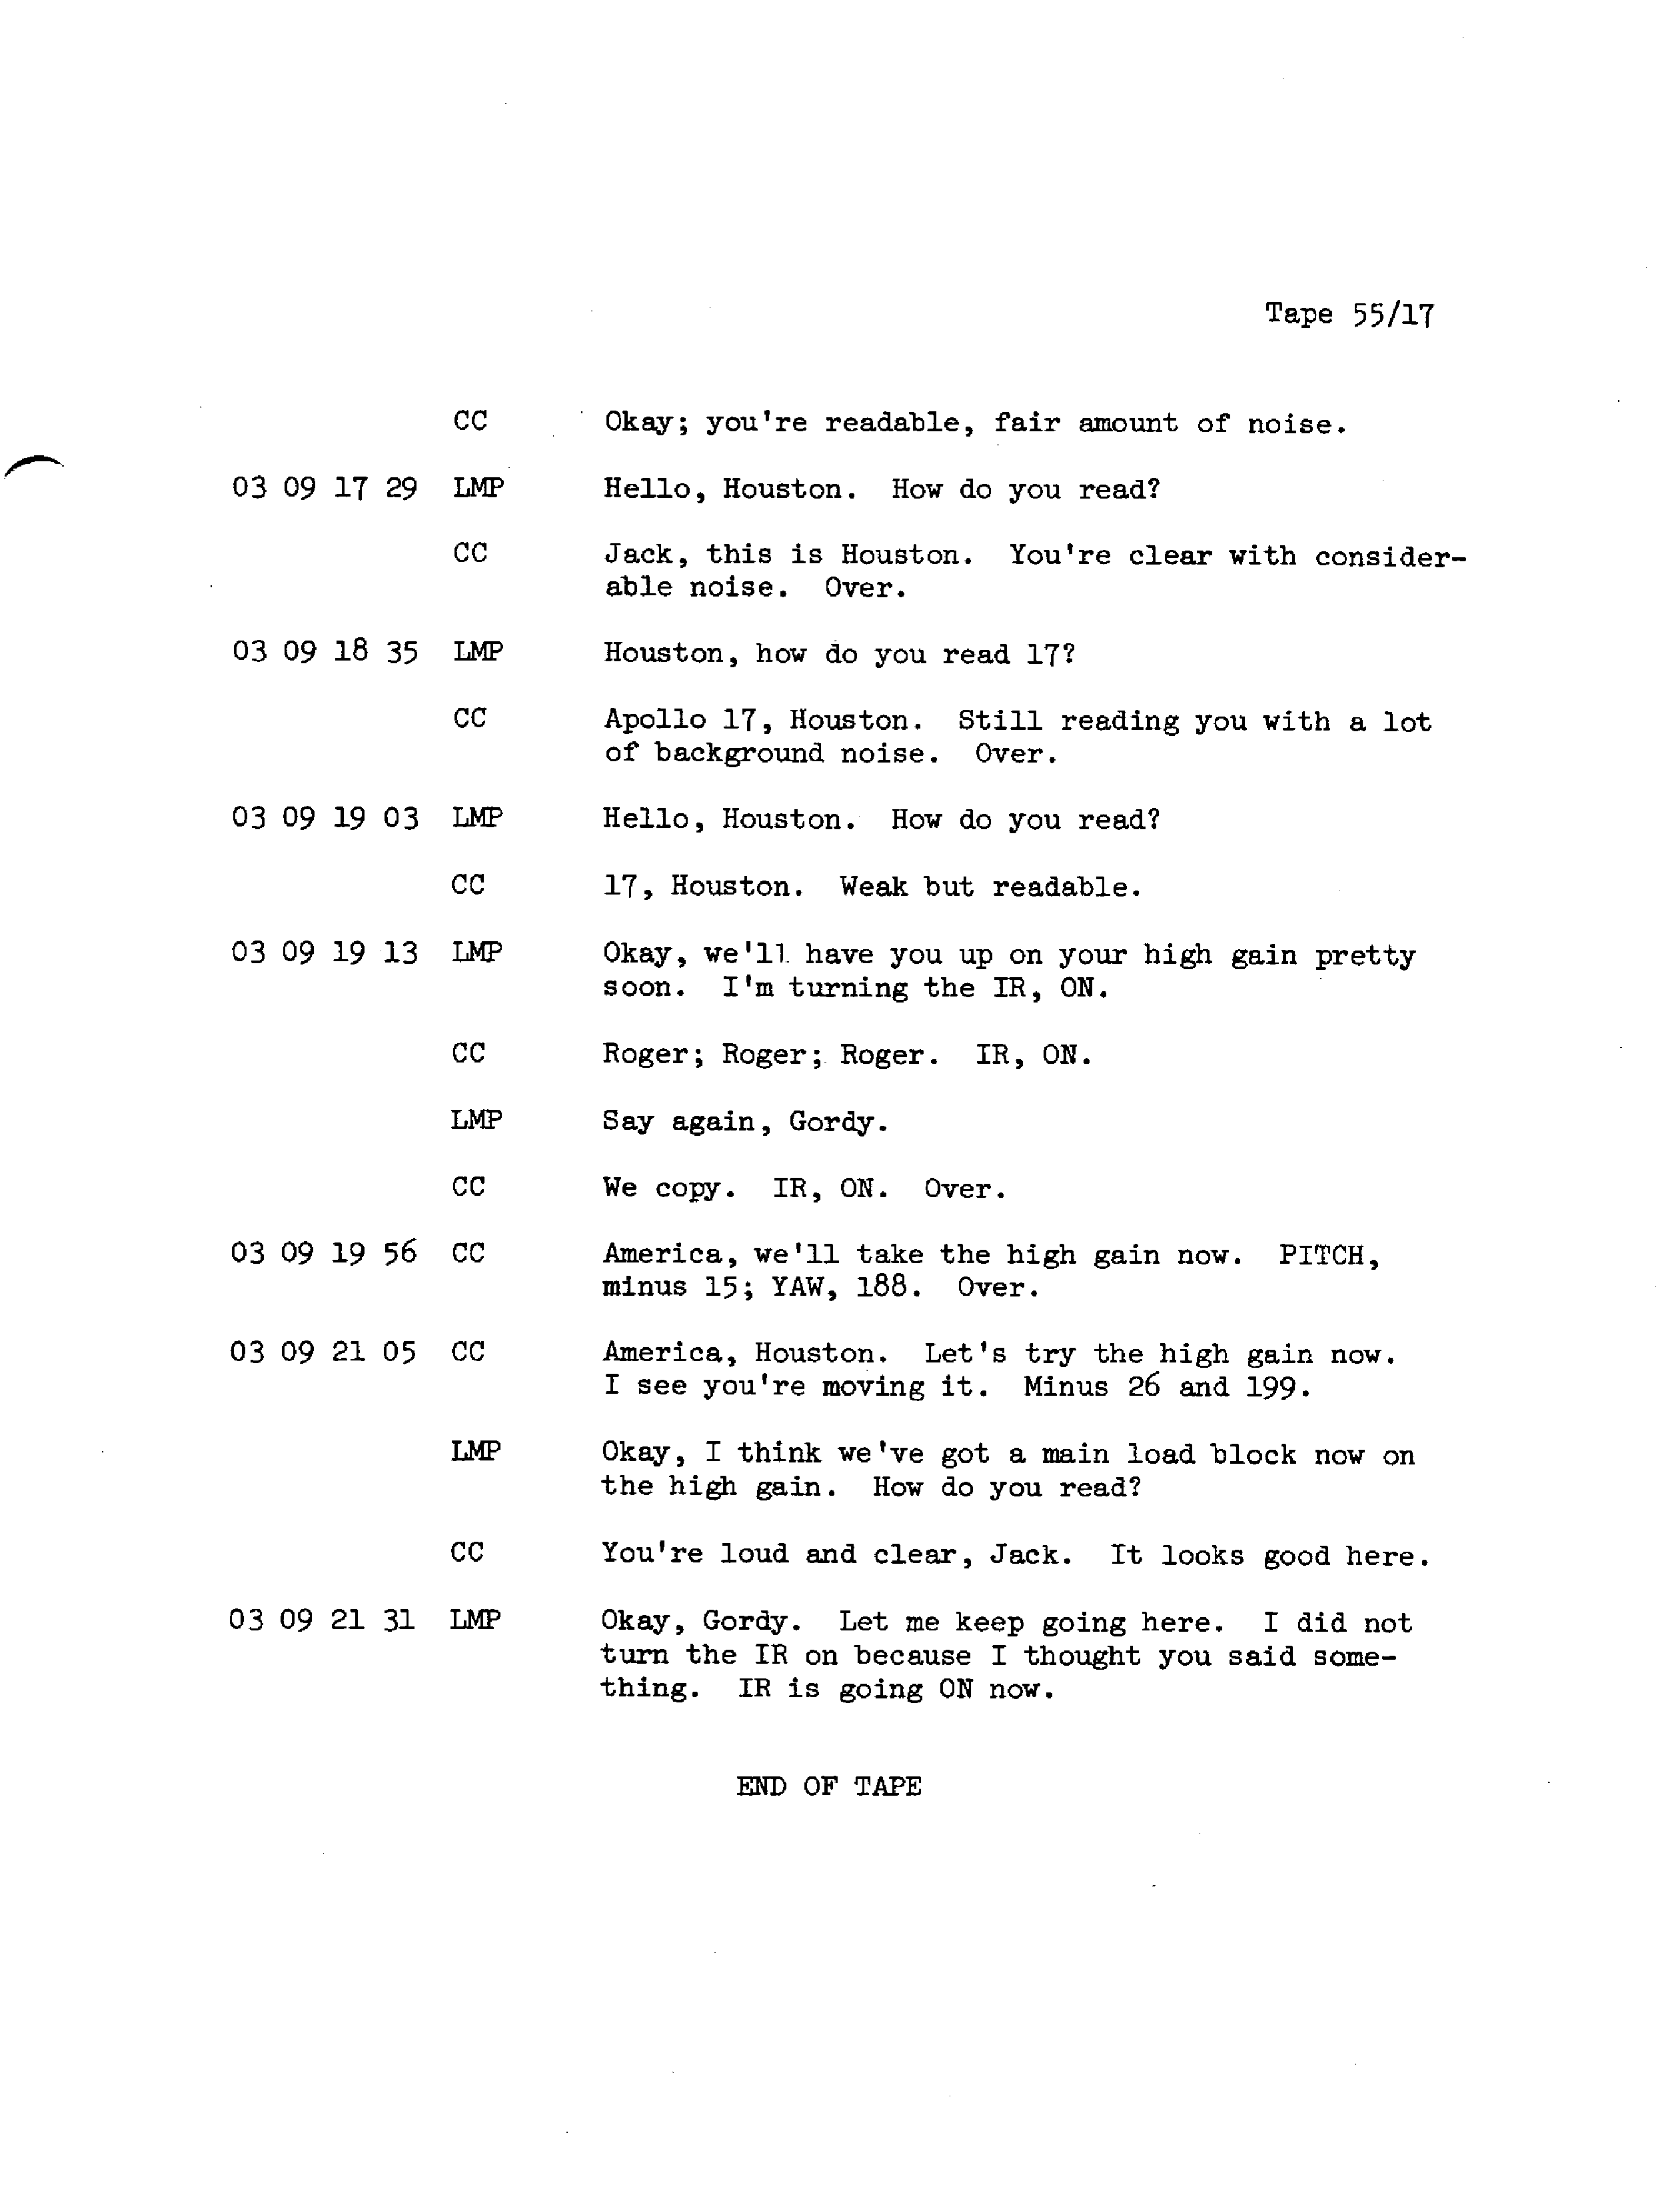 Tape 55/17
CC Okay; you're readable, fair amount of noise.
03 09 17 29 LMP Hello, Houston. How do you read?
CC Jack, this is Houston. You're clear with consider-
able noise. Over.
03 09 18 35 LMP Houston, how do you read 17?
CC Apollo 17, Houston. Still reading you with a lot
of background noise. Over.
03 09 19 03 LMP Hello, Houston. How do you read?
CC 17, Houston. Weak but readable.
03 09 19 13 LMP Okay, we'll have you up on your high gain pretty
soon. I'm turning the IR, ON.
CC Roger; Roger; Roger. IR, ON.
LMP Say again, Gordy.
CC We copy. IR, ON. Over.
03 09 19 56 CC America, we'll take the high gain now. PITCH,
minus 15; YAW, 188. Over.
03 09 21 05 CC America, Houston. Let's try the high gain now.
I see you're moving it. Minus 26 and 199.
LMP Okay, I think we've got a main load block now on
the high gain. How do you read?
CC You're loud and clear, Jack. It looks good here.
03 09 21 31 LMP Okay, Gordy. Let me keep going here. I did not
turn the IR on because I thought you said some-
thing. IR is going ON now.
END OF TAPE